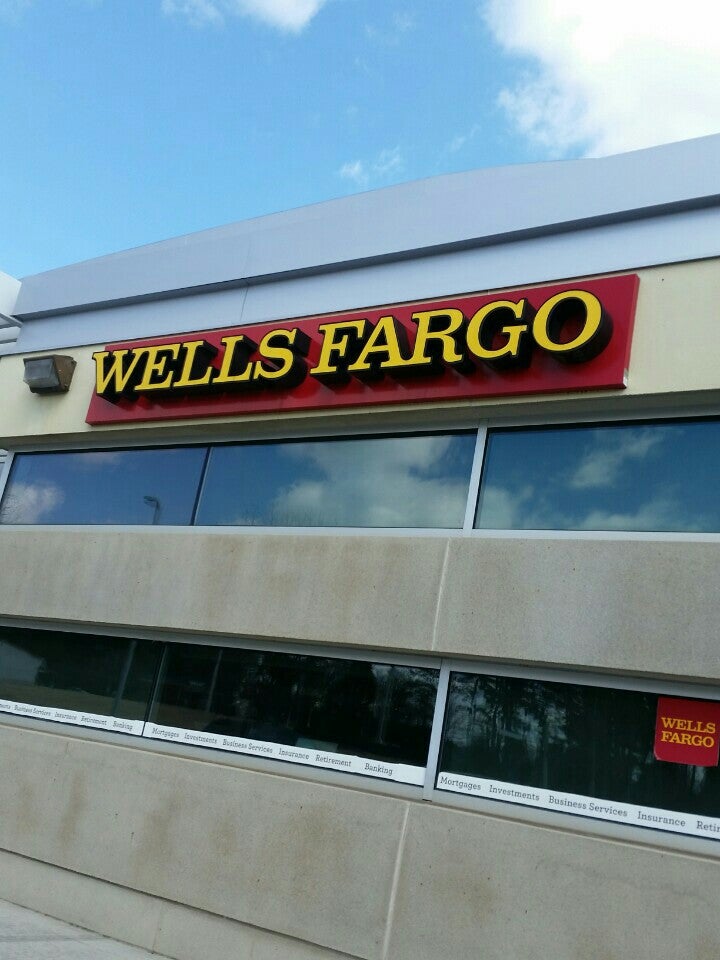 WELLS FARGO
Business Services Insurance Retirement Banking
Mortgages Investments Business Services Insurance Retirement Banking
WELLS
FARGO
Mortgages Investments Business Services Insurance